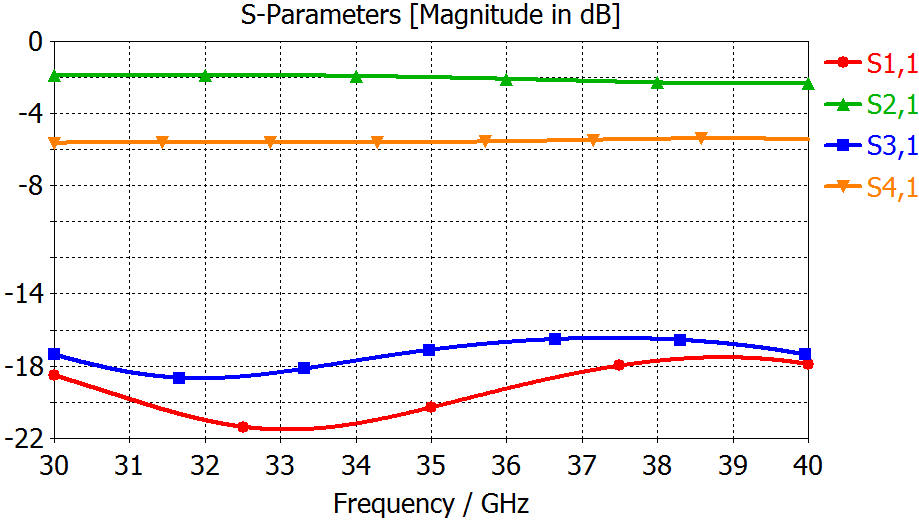 S-Parameters [Magnitude in dB]
0
-4
-8
-14
-18
-22
30 31 32 33 34 35 36 37 38 39 40
Frequency / GHz
S1,1
S2,1
S3,1
S4,1